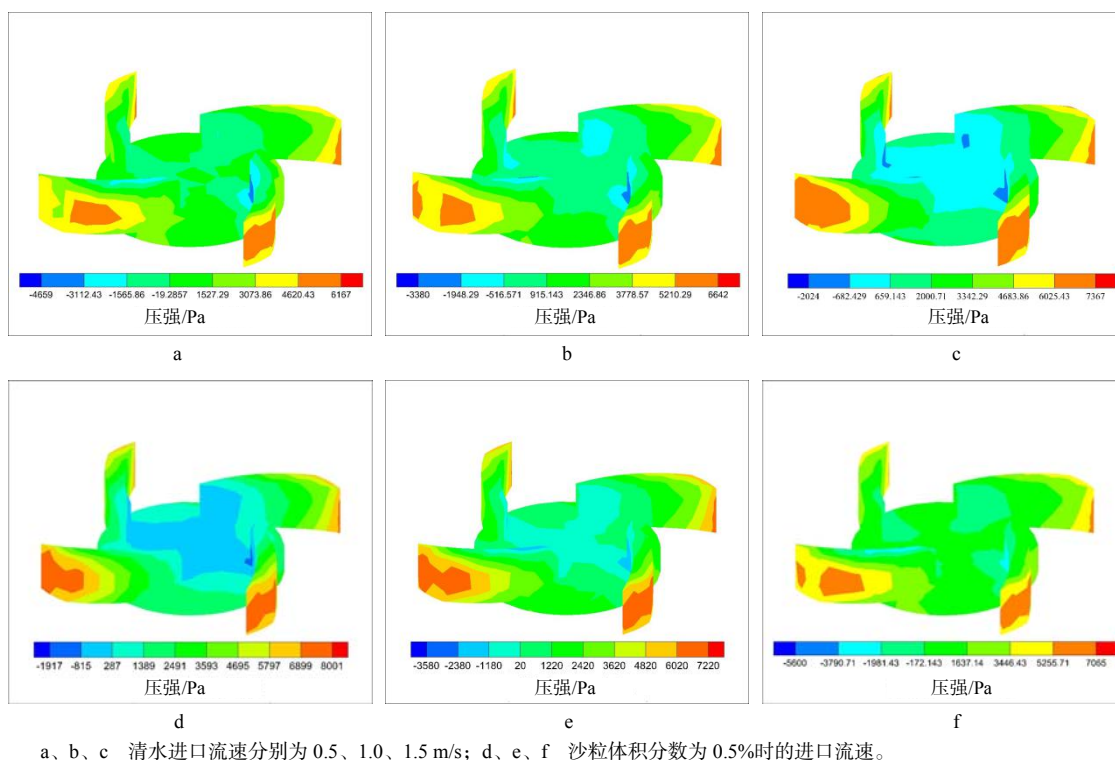 -4659 -3112.43 -1565.86 -19.2857 1527.29 3073.86 4620.43 6167
压强/Pa
a
-3380 -1948.29 -516.571 915.143 2346.86 3778.57 5210.29 6642
压强/Pa
b
-2024 -682.429 659.143 2000.71 3342.29 4683.86 6025.43 7367
压强/Pa
c
-1917 -815 287 1389 2491 3593 4695 5797 6899 8001
压强/Pa
d
-3580 -2380 -1180 20 1220 2420 3620 4820 6020 7220
压强/Pa
e
-5600 -3790.71 -1981.43 -172.143 1637.14 3446.43 5255.71 7065
压强/Pa
f
a、b、c 清水进口流速分别为 0.5、1.0、1.5 m/s；d、e、f 沙粒体积分数为 0.5%时的进口流速。